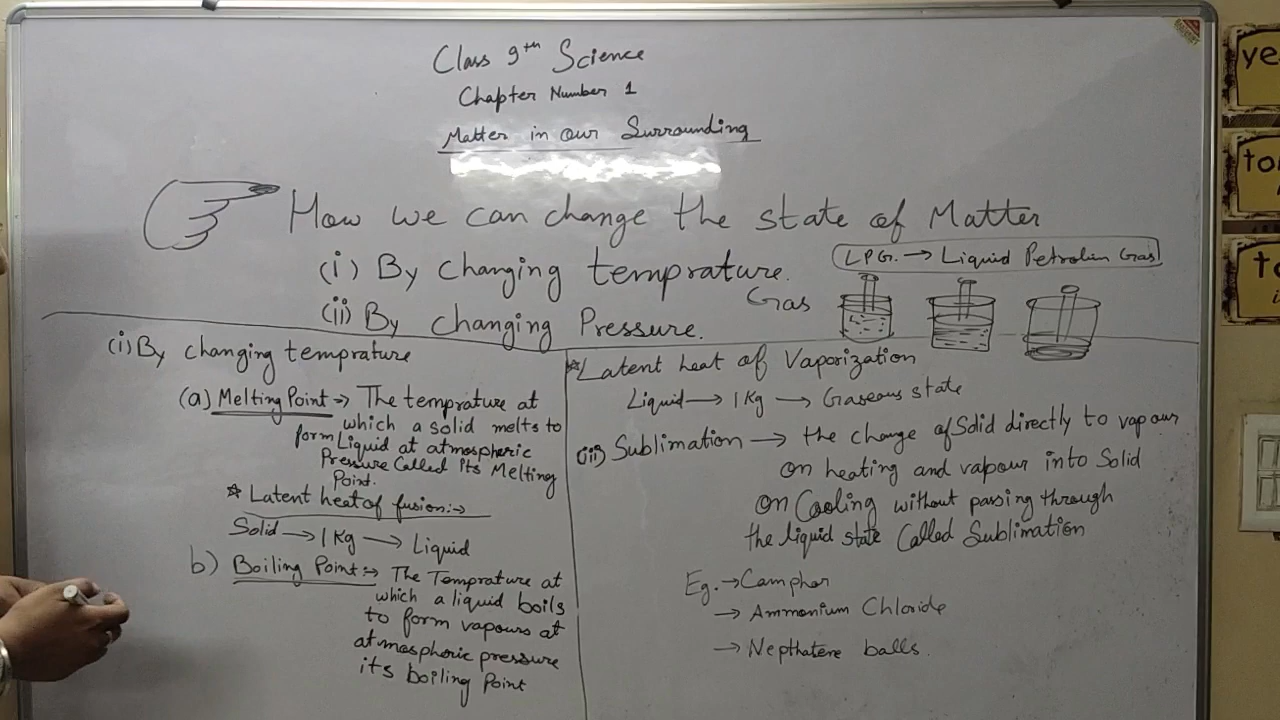 Class 9th Science
Chapter Number 1
Matter in our Surrounding
How we can change the state of Matter
(i) By changing temprature.
(ii) By changing Pressure.
LPG. → Liquid Petrolium Gas
Gas
(i) By changing temprature
(a) Melting Point :→ The temprature at
which a solid melts to
form Liquid at atmospheric
Pressure Called its Melting
Point.
* Latent heat of fusion :→
Solid → 1 Kg → Liquid
b) Boiling Point :→ The Temprature at
which a liquid boils
to form vapours at
atmospheric pressure
its boiling Point
* Latent heat of Vaporization
Liquid → 1 Kg → Gaseous state
(iii) Sublimation → the change of Solid directly to vapour
on heating and vapour into Solid
on Cooling without passing through
the liquid state Called Sublimation
Eg. → Camphor
→ Ammonium Chloride
→ Nepthatene balls.
ye
to
to